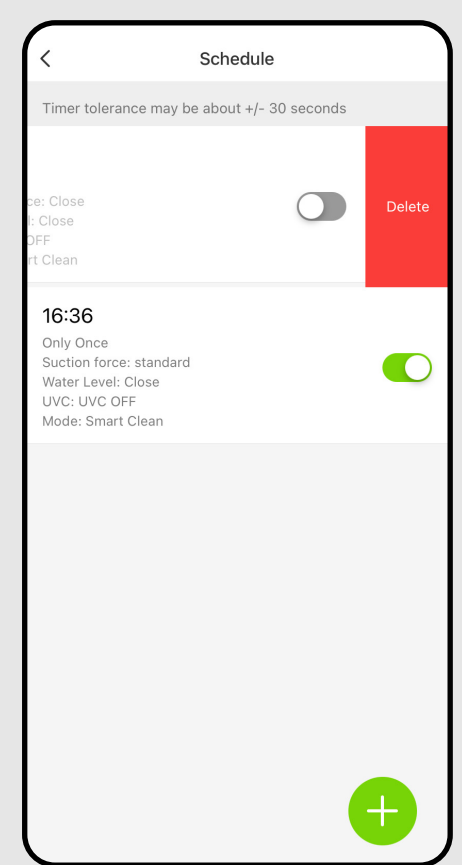 Schedule
Timer tolerance may be about +/- 30 seconds
ce: Close
l: Close
OFF
rt Clean
Delete
16:36
Only Once
Suction force: standard
Water Level: Close
UVC: UVC OFF
Mode: Smart Clean